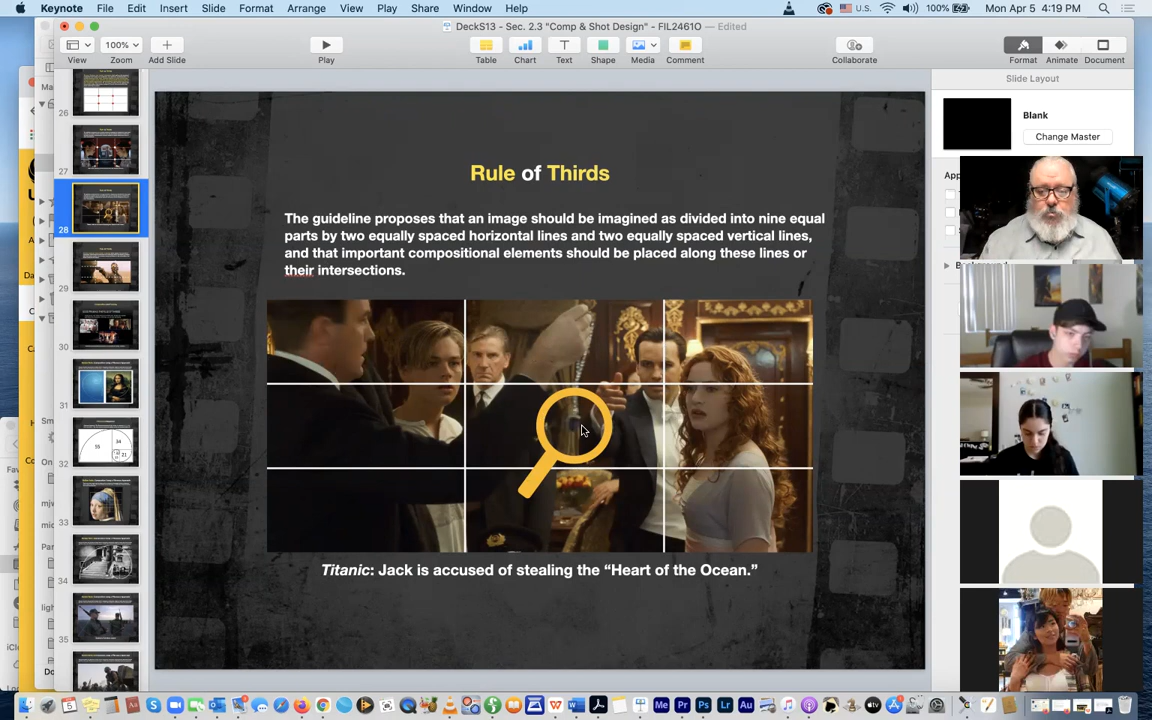 Keynote File Edit Insert Slide Format Arrange View Play Share Window Help
U.S. 100% Mon Apr 5 4:19 PM
DeckS13 - Sec. 2.3 "Comp & Shot Design" - FIL2461O — Edited
100%
View Zoom Add Slide Play Table Chart Text Shape Media Comment Collaborate Format Animate Document
Slide Layout
Blank
Change Master
26
27
28
29
30
31
32
33
34
35
55
34
21
Rule of Thirds
The guideline proposes that an image should be imagined as divided into nine equal
parts by two equally spaced horizontal lines and two equally spaced vertical lines,
and that important compositional elements should be placed along these lines or
their intersections.
Titanic: Jack is accused of stealing the “Heart of the Ocean.”